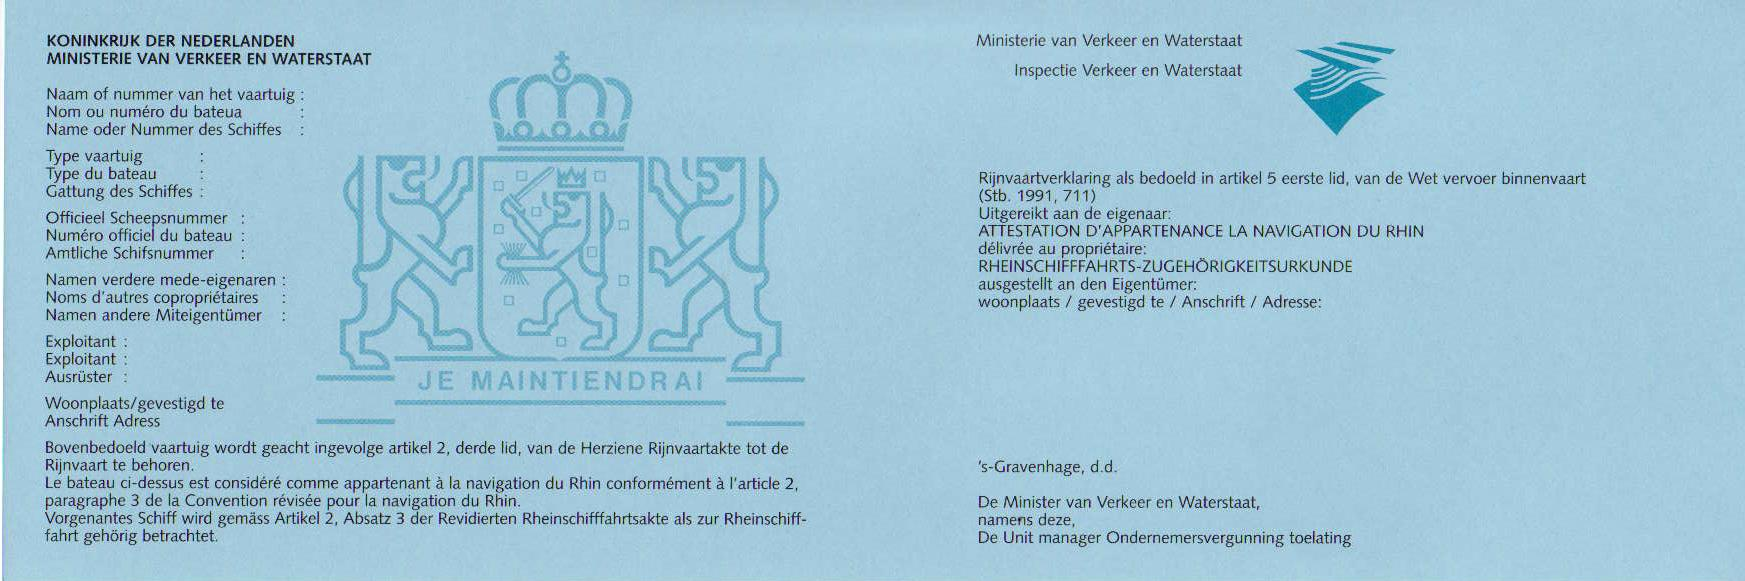 KONINKRIJK DER NEDERLANDEN
MINISTERIE VAN VERKEER EN WATERSTAAT
Naam of nummer van het vaartuig :
Nom ou numéro du bateua :
Name oder Nummer des Schiffes :
Type vaartuig :
Type du bateau :
Gattung des Schiffes :
Officieel Scheepsnummer :
Numéro officiel du bateau :
Amtliche Schifsnummer :
Namen verdere mede-eigenaren :
Noms d'autres copropriétaires :
Namen andere Miteigentümer :
Exploitant :
Exploitant :
Ausrüster :
Woonplaats/gevestigd te
Anschrift Adress
JE MAINTIENDRAI
Bovenbedoeld vaartuig wordt geacht ingevolge artikel 2, derde lid, van de Herziene Rijnvaartakte tot de
Rijnvaart te behoren.
Le bateau ci-dessus est considéré comme appartenant à la navigation du Rhin conformément à l'article 2,
paragraphe 3 de la Convention révisée pour la navigation du Rhin.
Vorgenantes Schiff wird gemäss Artikel 2, Absatz 3 der Revidierten Rheinschifffahrtsakte als zur Rheinschiff-
fahrt gehörig betrachtet.
Ministerie van Verkeer en Waterstaat
Inspectie Verkeer en Waterstaat
Rijnvaartverklaring als bedoeld in artikel 5 eerste lid, van de Wet vervoer binnenvaart
(Stb. 1991, 711)
Uitgereikt aan de eigenaar:
ATTESTATION D'APPARTENANCE LA NAVIGATION DU RHIN
délivrée au propriétaire:
RHEINSCHIFFFAHRTS-ZUGEHÖRIGKEITSURKUNDE
ausgestellt an den Eigentümer:
woonplaats / gevestigd te / Anschrift / Adresse:
's-Gravenhage, d.d.
De Minister van Verkeer en Waterstaat,
namens deze,
De Unit manager Ondernemersvergunning toelating